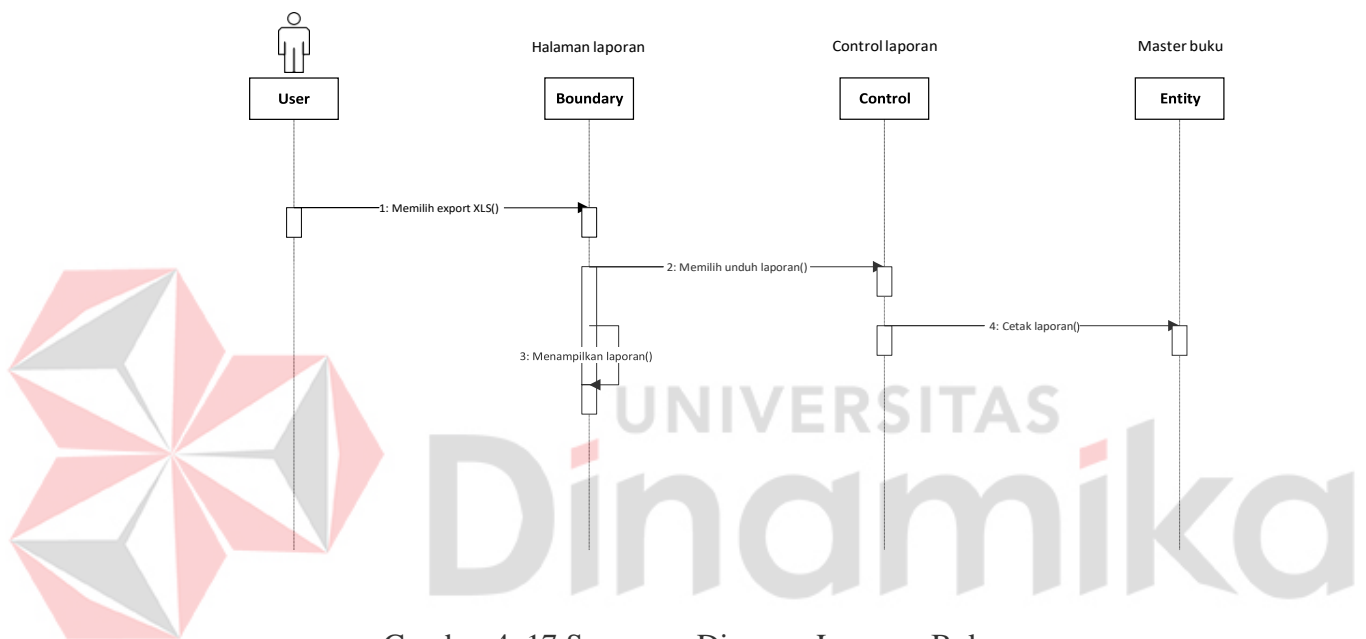 Halaman laporan
Control laporan
Master buku
User
Boundary
Control
Entity
1: Memilih export XLS()
2: Memilih unduh laporan()
4: Cetak laporan()
3: Menampilkan laporan()
UNIVERSITAS
Dinamika